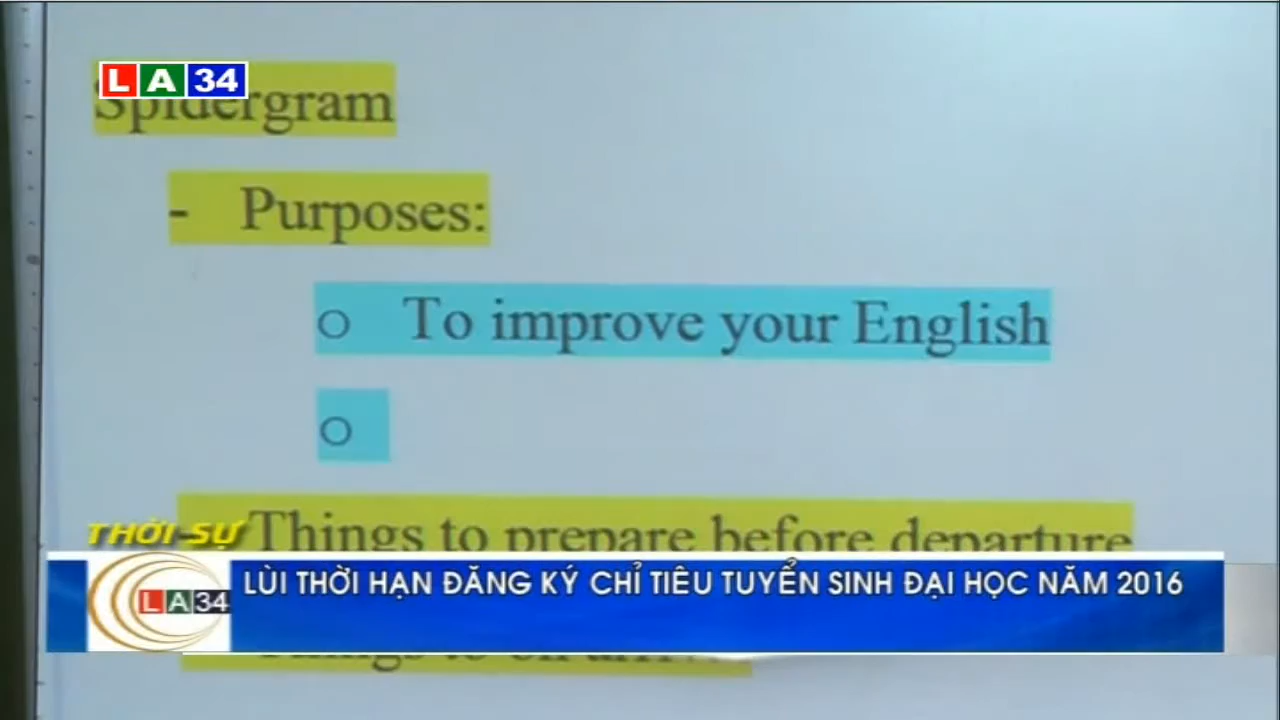 LA34
Spidergram
- Purposes:
o To improve your English
o
THỜI SỰ
Things to prepare before departure
LA34
LÙI THỜI HẠN ĐĂNG KÝ CHỈ TIÊU TUYỂN SINH ĐẠI HỌC NĂM 2016